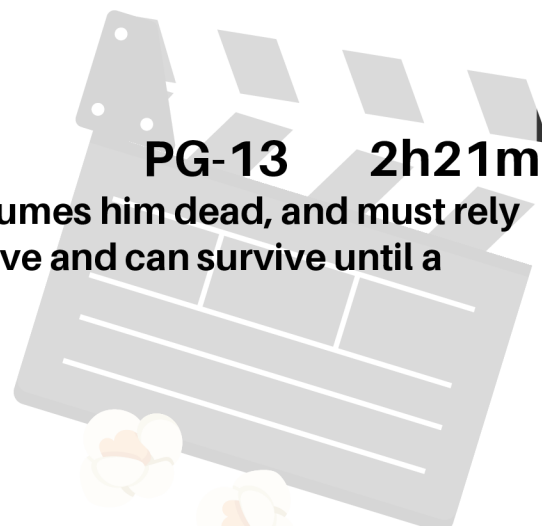 PG-13 2h21m
umes him dead, and must rely
ve and can survive until a